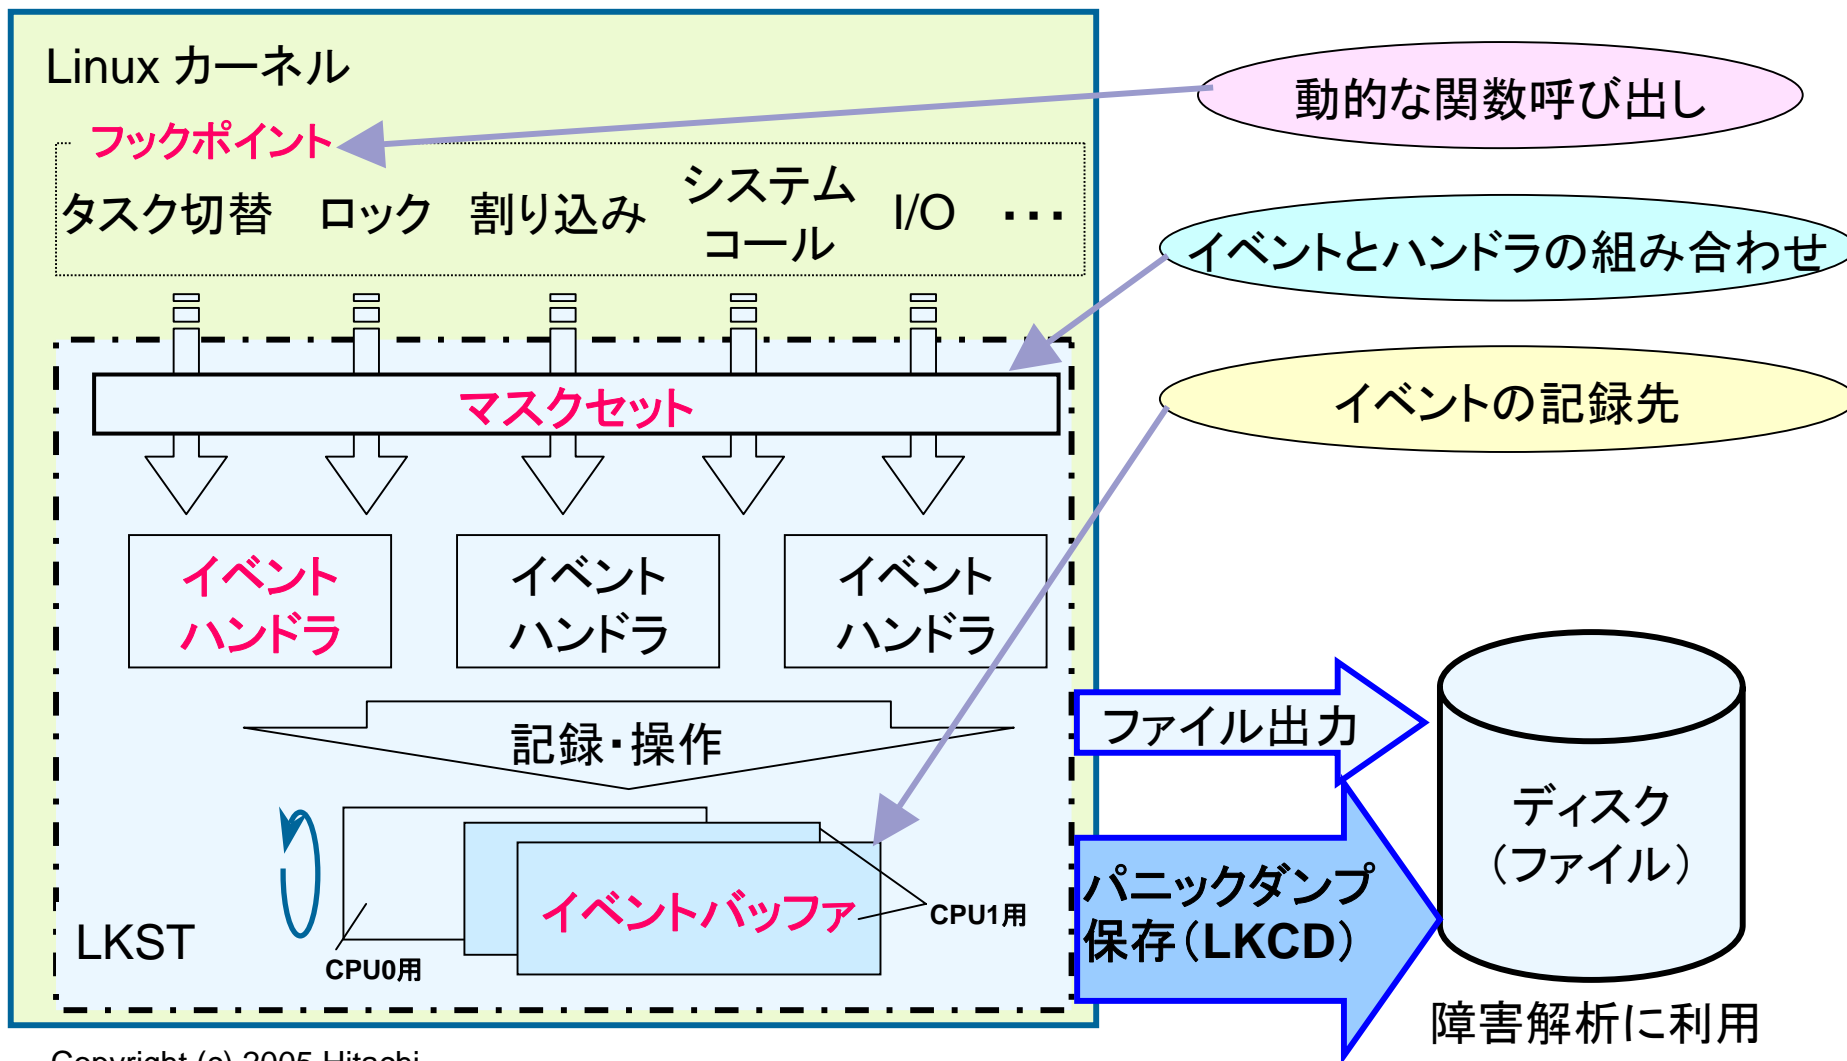 Linux カーネル
フックポイント
タスク切替
ロック
割り込み
システム
コール
I/O
・・・
動的な関数呼び出し
イベントとハンドラの組み合わせ
イベントの記録先
マスクセット
イベント
ハンドラ
イベント
ハンドラ
イベント
ハンドラ
記録・操作
イベントバッファ
CPU1用
CPU0用
LKST
ファイル出力
パニックダンプ
保存（LKCD）
ディスク
（ファイル）
障害解析に利用
Copyright (c) 2005 Hitachi